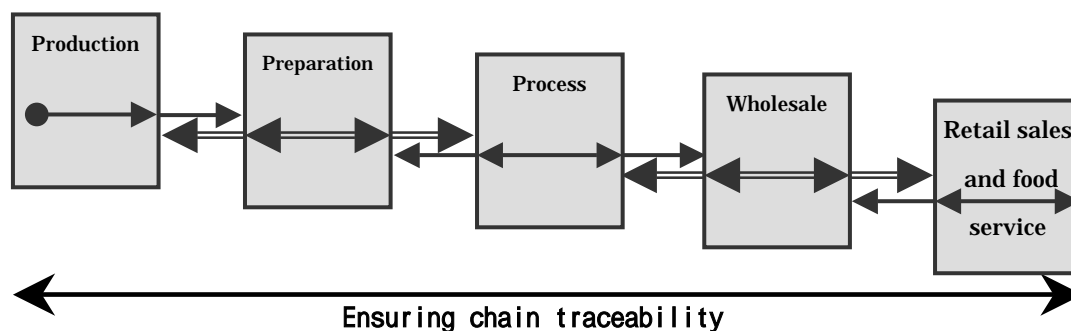 Production
Preparation
Process
Wholesale
Retail sales
and food
service
Ensuring chain traceability